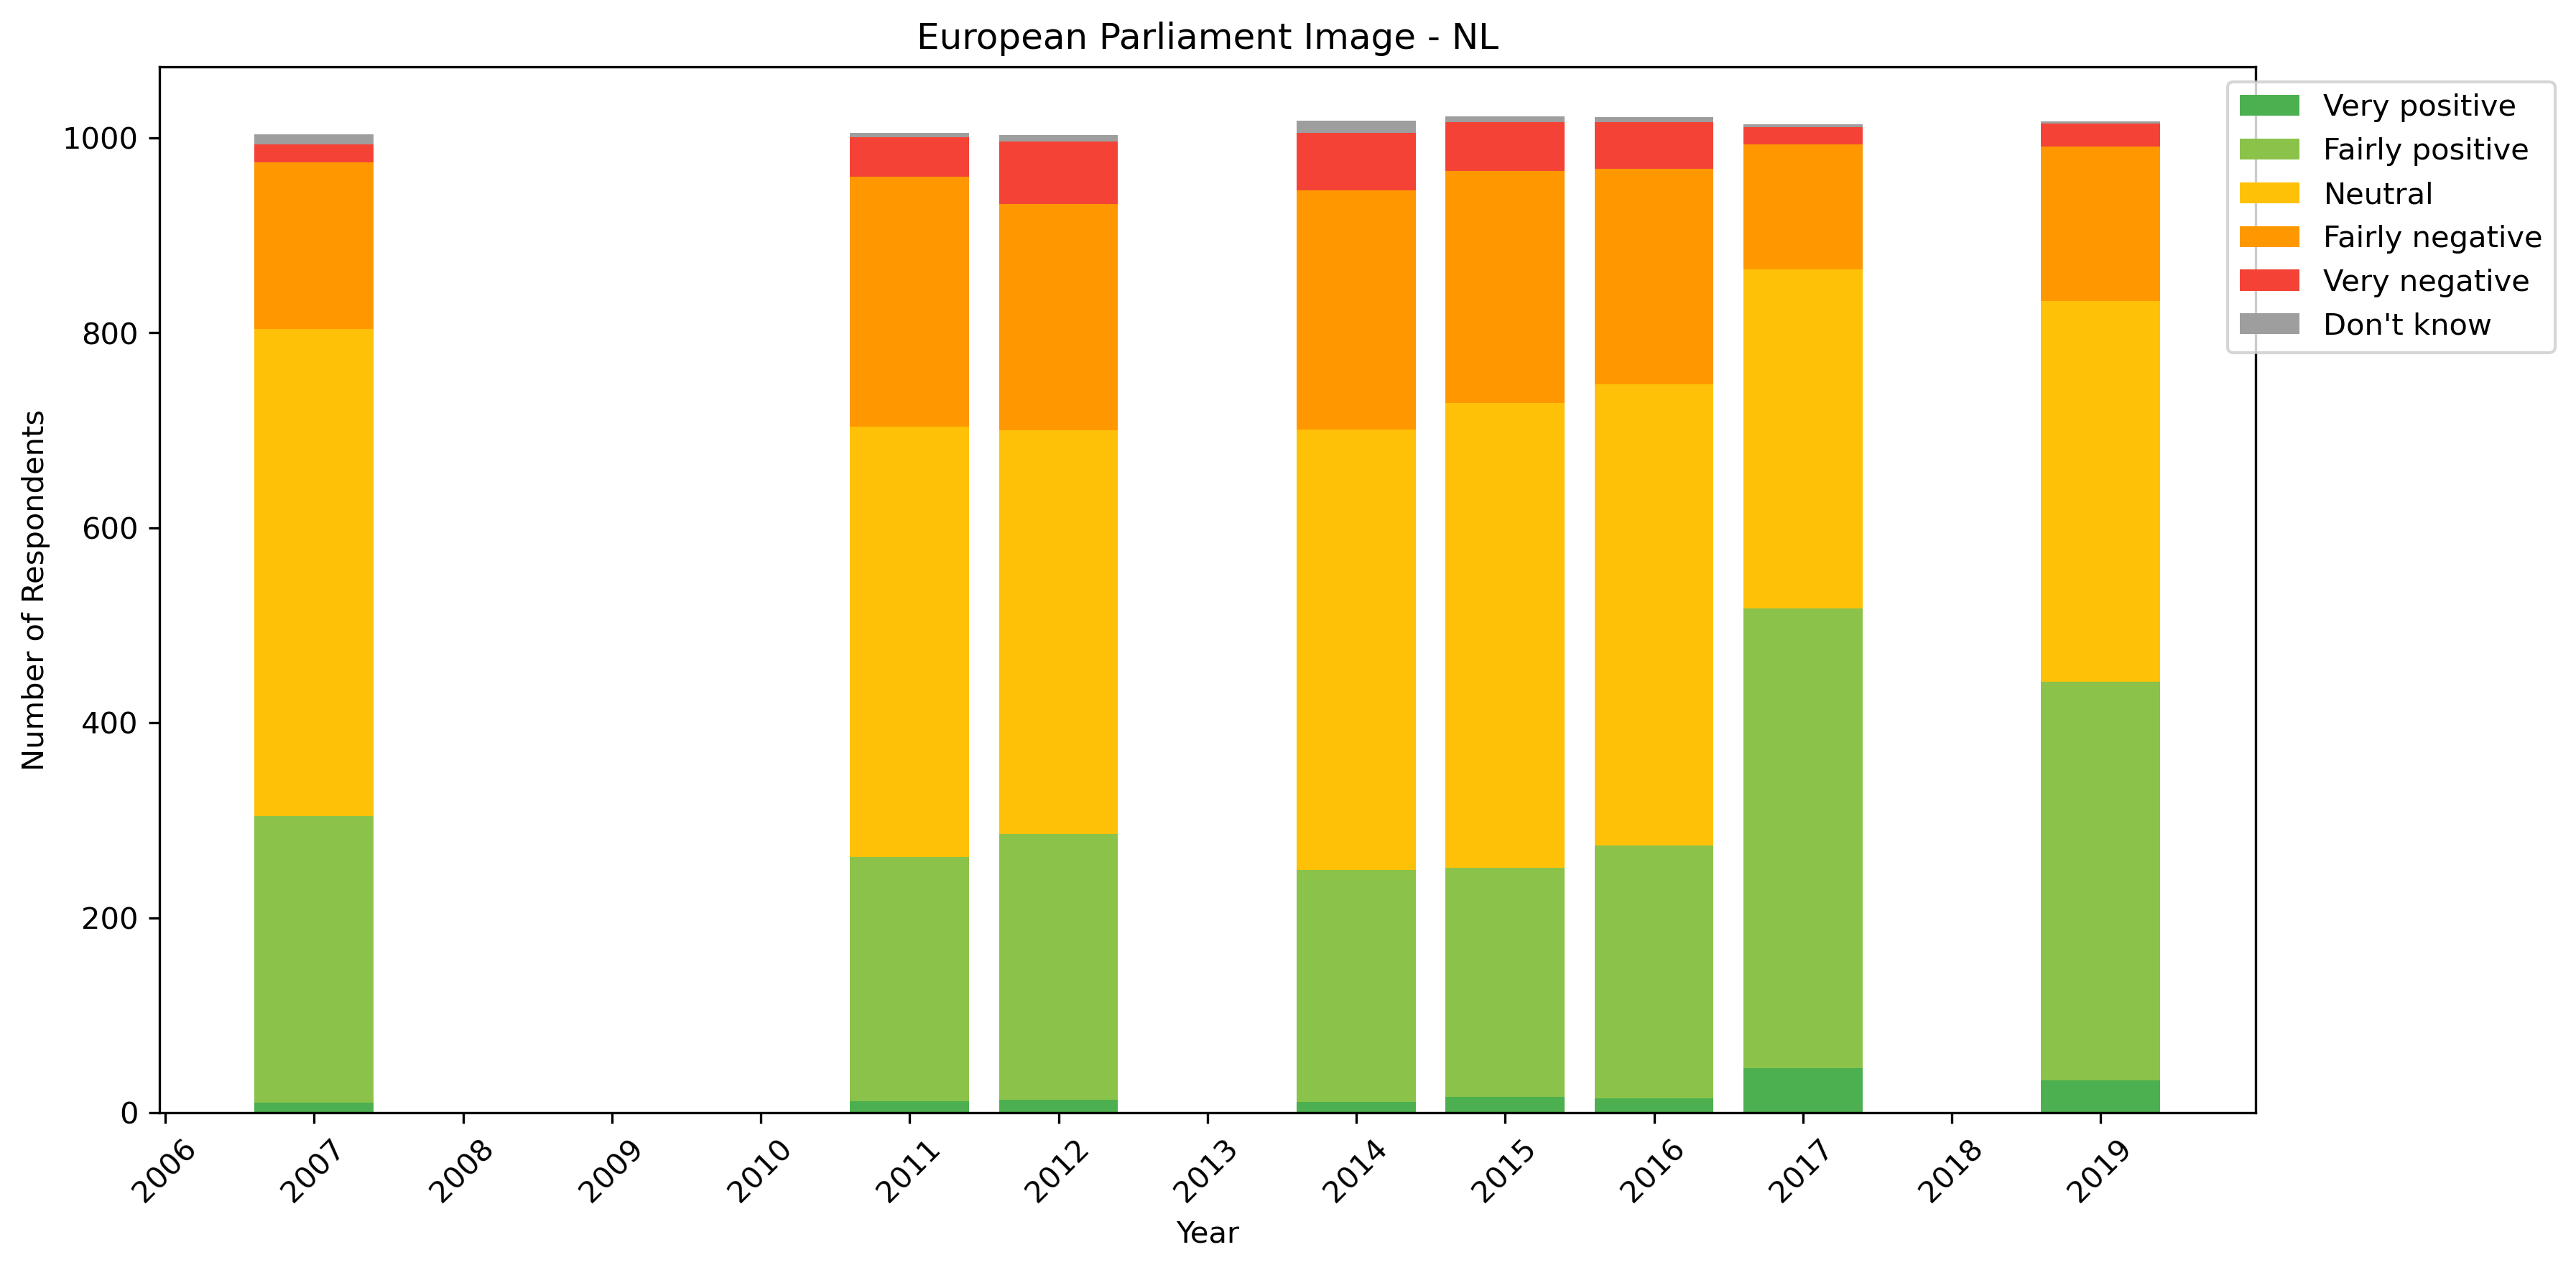 European Parliament Image - NL
Number of Respondents
1000
800
600
400
200
0
2006
2007
2008
2009
2010
2011
2012
2013
2014
2015
2016
2017
2018
2019
Year
Very positive
Fairly positive
Neutral
Fairly negative
Very negative
Don't know